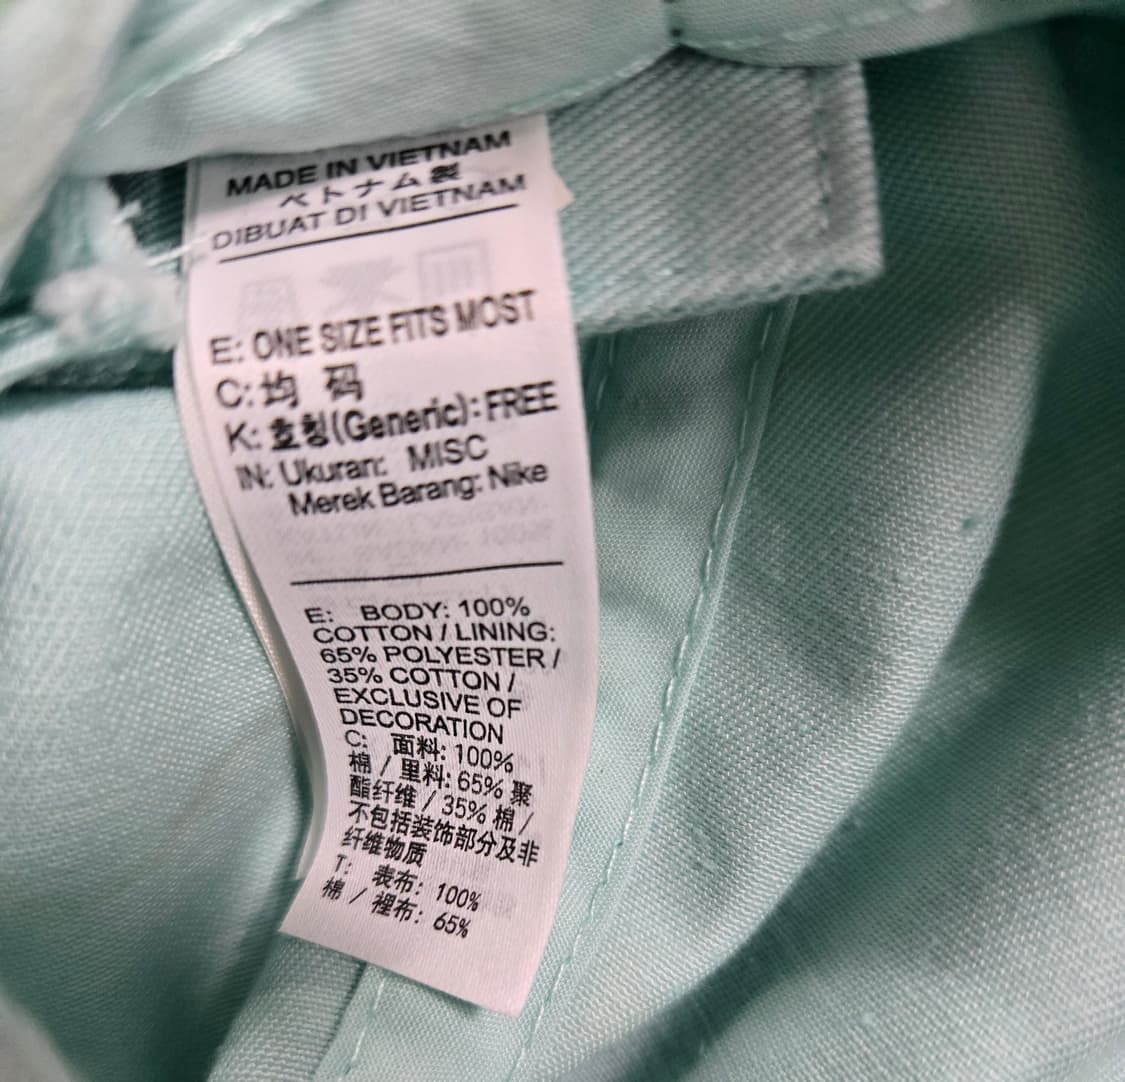 MADE IN VIETNAM
ベトナム製
DIBUAT DI VIETNAM
E: ONE SIZE FITS MOST
C: 均 码
K: 호칭(Generic): FREE
IN: Ukuran: MISC
Merek Barang: Nike
E: BODY: 100%
COTTON / LINING:
65% POLYESTER /
35% COTTON /
EXCLUSIVE OF
DECORATION
C: 面料: 100%
棉 / 里料: 65% 聚
酯纤维 / 35% 棉 /
不包括装饰部分及非
纤维物质
T: 表布: 100%
棉 / 裡布: 65%